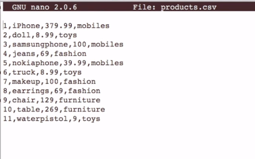 GNU nano 2.0.6 File: products.csv
1,iPhone,379.99,mobiles
2,doll,8.99,toys
3,samsungphone,100,mobiles
4,jeans,69,fashion
5,nokiaphone,39.99,mobiles
6,truck,8.99,toys
7,makeup,100,fashion
8,earrings,69,fashion
9,chair,129,furniture
10,table,269,furniture
11,waterpistol,9,toys